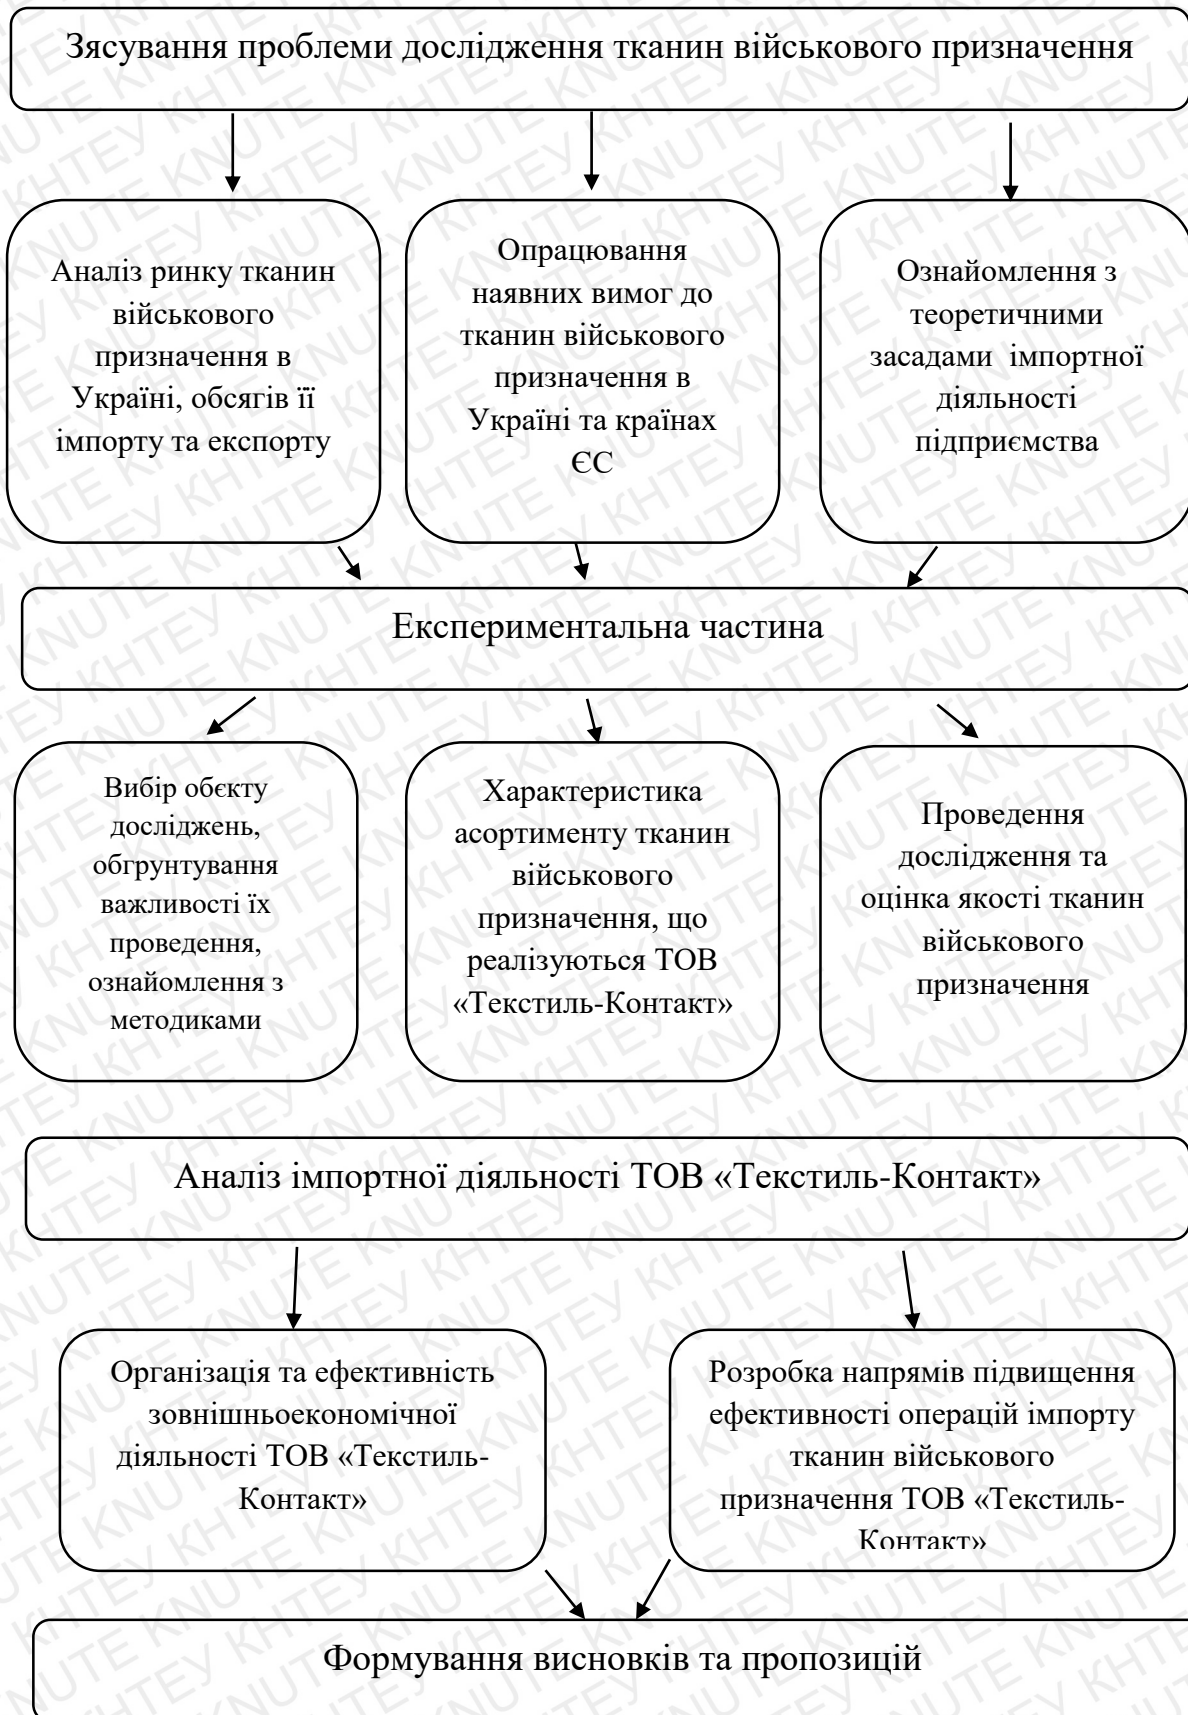 Зясування проблеми дослідження тканин військового призначення
Аналіз ринку тканин
військового
призначення в
Україні, обсягів її
імпорту та експорту
Опрацювання
наявних вимог до
тканин військового
призначення в
Україні та країнах
ЄС
Ознайомлення з
теоретичними
засадами імпортної
діяльності
підприємства
Експериментальна частина
Вибір обєкту
досліджень,
обгрунтування
важливості їх
проведення,
ознайомлення з
методиками
Характеристика
асортименту тканин
військового
призначення, що
реалізуються ТОВ
«Текстиль-Контакт»
Проведення
дослідження та
оцінка якості тканин
військового
призначення
Аналіз імпортної діяльності ТОВ «Текстиль-Контакт»
Організація та ефективність
зовнішньоекономічної
діяльності ТОВ «Текстиль-
Контакт»
Розробка напрямів підвищення
ефективності операцій імпорту
тканин військового
призначення ТОВ «Текстиль-
Контакт»
Формування висновків та пропозицій